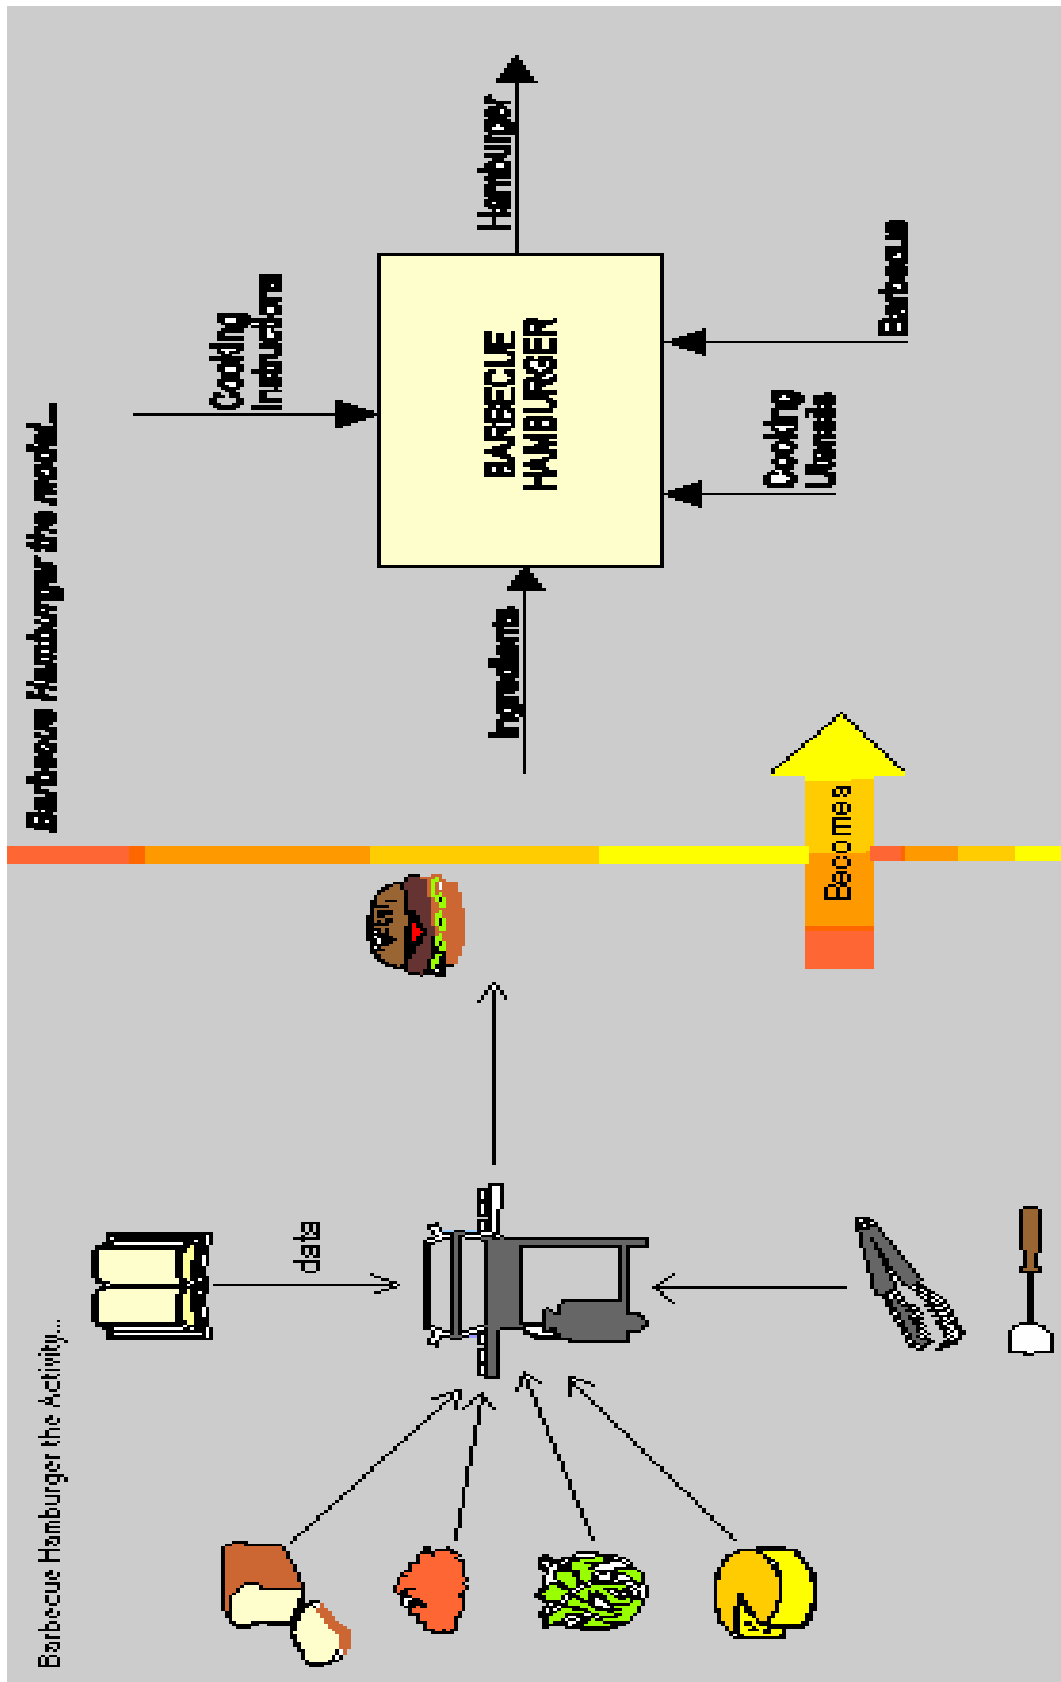 Barbecue Hamburger the Activity...
data
Becomes
Barbecue Hamburger the model...
Cooking
Instructions
Ingredients
BARBECUE
HAMBURGER
Hamburger
Cooking
Utensils
Barbecue